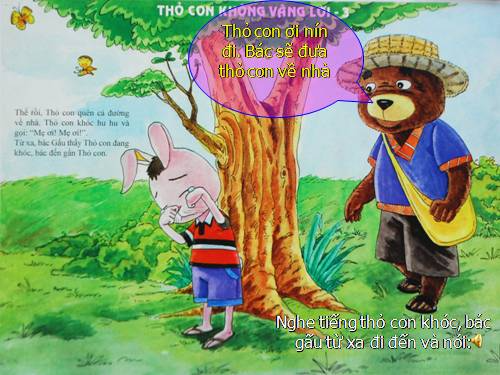 THỎ CON KHÔNG VÂNG LỜI - 3
Thỏ con ơi nín
đi. Bác sẽ đưa
thỏ con về nhà
Thế rồi, Thỏ con quên cả đường
về nhà. Thỏ con khóc hu hu và
gọi: "Mẹ ơi! Mẹ ơi!".
Từ xa, bác Gấu thấy Thỏ con đang
khóc, bác đến gần Thỏ con.
Nghe tiếng thỏ con khóc, bác
gấu từ xa đi đến và nói: